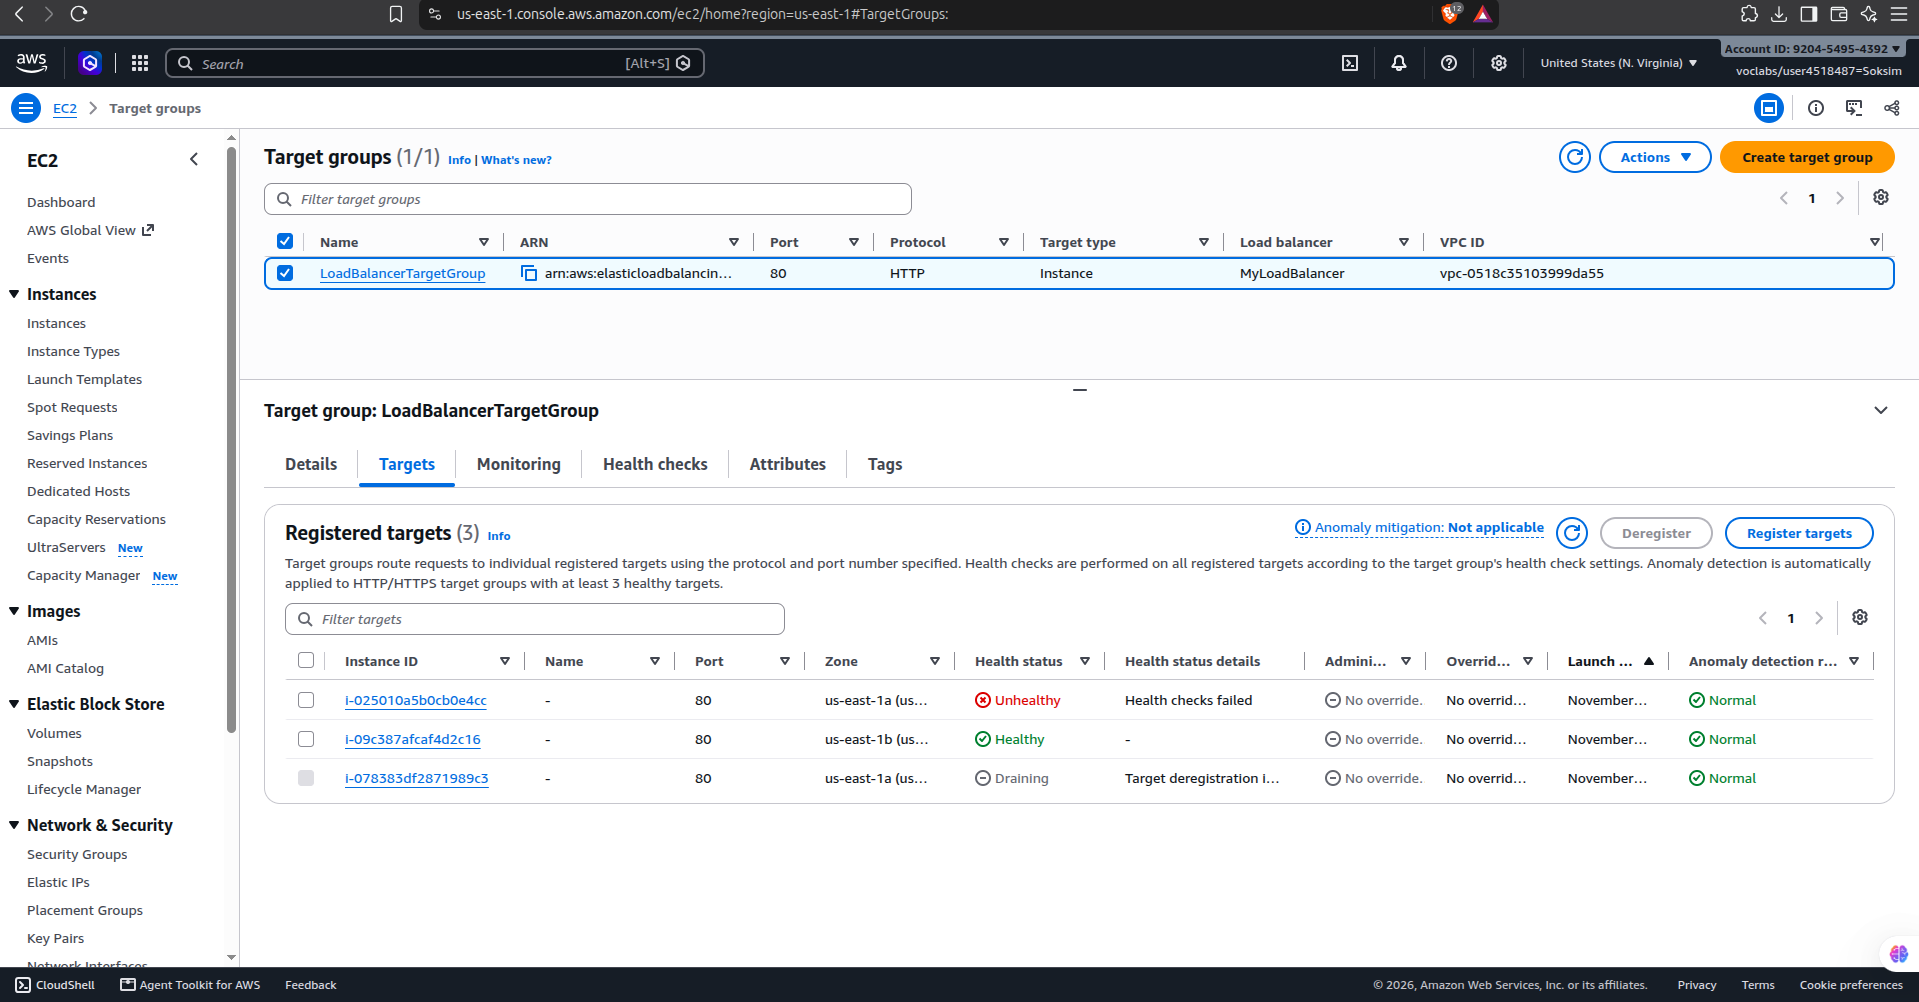 us-east-1.console.aws.amazon.com/ec2/home?region=us-east-1#TargetGroups:
12
aws
Search
[Alt+S]
United States (N. Virginia)
Account ID: 9204-5495-4392
voclabs/user4518487=Soksim
EC2
Target groups
EC2
Dashboard
AWS Global View
Events
Instances
Instances
Instance Types
Launch Templates
Spot Requests
Savings Plans
Reserved Instances
Dedicated Hosts
Capacity Reservations
UltraServers New
Capacity Manager New
Images
AMIs
AMI Catalog
Elastic Block Store
Volumes
Snapshots
Lifecycle Manager
Network & Security
Security Groups
Elastic IPs
Placement Groups
Key Pairs
Network Interfaces
Target groups (1/1) Info | What's new?
Actions
Create target group
Filter target groups
1
Name ARN Port Protocol Target type Load balancer VPC ID
LoadBalancerTargetGroup arn:aws:elasticloadbalancin... 80 HTTP Instance MyLoadBalancer vpc-0518c35103999da55
Target group: LoadBalancerTargetGroup
Details Targets Monitoring Health checks Attributes Tags
Registered targets (3) Info
Anomaly mitigation: Not applicable
Deregister
Register targets
Target groups route requests to individual registered targets using the protocol and port number specified. Health checks are performed on all registered targets according to the target group's health check settings. Anomaly detection is automatically
applied to HTTP/HTTPS target groups with at least 3 healthy targets.
Filter targets
1
Instance ID Name Port Zone Health status Health status details Admini... Overrid... Launch ... Anomaly detection r...
i-025010a5b0cb0e4cc - 80 us-east-1a (us... Unhealthy Health checks failed No override. No overrid... November... Normal
i-09c387afcaf4d2c16 - 80 us-east-1b (us... Healthy - No override. No overrid... November... Normal
i-078383df2871989c3 - 80 us-east-1a (us... Draining Target deregistration i... No override. No overrid... November... Normal
CloudShell Agent Toolkit for AWS Feedback
© 2026, Amazon Web Services, Inc. or its affiliates. Privacy Terms Cookie preferences